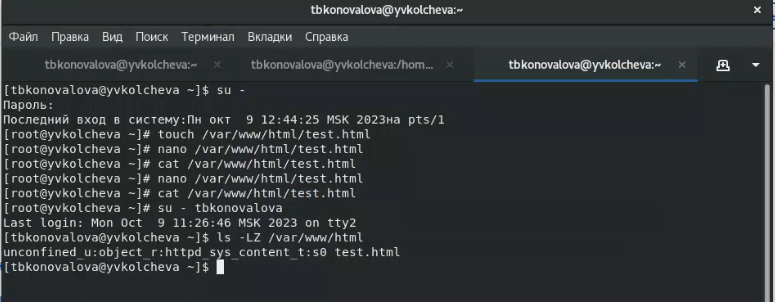 tbkonovalova@yvkolcheva:~
Файл Правка Вид Поиск Терминал Вкладки Справка
tbkonovalova@yvkolcheva:~ tbkonovalova@yvkolcheva:/hom... tbkonovalova@yvkolcheva:~
[tbkonovalova@yvkolcheva ~]$ su -
Пароль:
Последний вход в систему:Пн окт  9 12:44:25 MSK 2023на pts/1
[root@yvkolcheva ~]# touch /var/www/html/test.html
[root@yvkolcheva ~]# nano /var/www/html/test.html
[root@yvkolcheva ~]# cat /var/www/html/test.html
[root@yvkolcheva ~]# nano /var/www/html/test.html
[root@yvkolcheva ~]# cat /var/www/html/test.html
[root@yvkolcheva ~]# su - tbkonovalova
Last login: Mon Oct  9 11:26:46 MSK 2023 on tty2
[tbkonovalova@yvkolcheva ~]$ ls -LZ /var/www/html
unconfined_u:object_r:httpd_sys_content_t:s0 test.html
[tbkonovalova@yvkolcheva ~]$